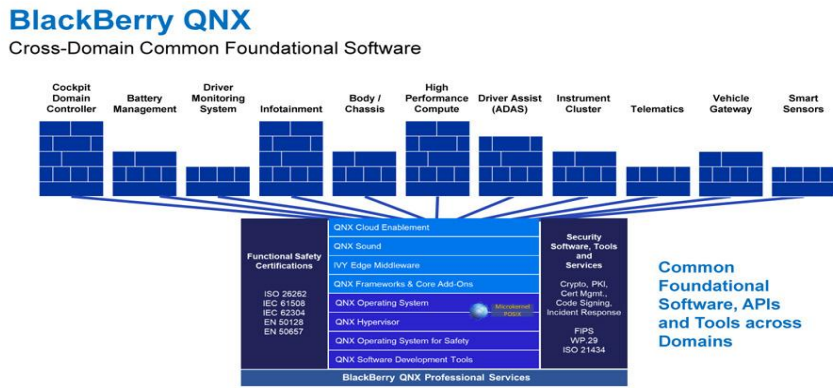 BlackBerry QNX
Cross-Domain Common Foundational Software
Cockpit
Domain
Controller
Battery
Management
Driver
Monitoring
System
Infotainment
Body /
Chassis
High
Performance
Compute
Driver Assist
(ADAS)
Instrument
Cluster
Telematics
Vehicle
Gateway
Smart
Sensors
Functional Safety
Certifications
ISO 26262
IEC 61508
IEC 62304
EN 50128
EN 50657
QNX Cloud Enablement
QNX Sound
IVY Edge Middleware
QNX Frameworks & Core Add-Ons
QNX Operating System
Microkernel
POSIX
QNX Hypervisor
QNX Operating System for Safety
QNX Software Development Tools
Security
Software, Tools
and
Services
Crypto, PKI,
Cert Mgmt.,
Code Signing,
Incident Response
FIPS
WP.29
ISO 21434
BlackBerry QNX Professional Services
Common
Foundational
Software, APIs
and Tools across
Domains